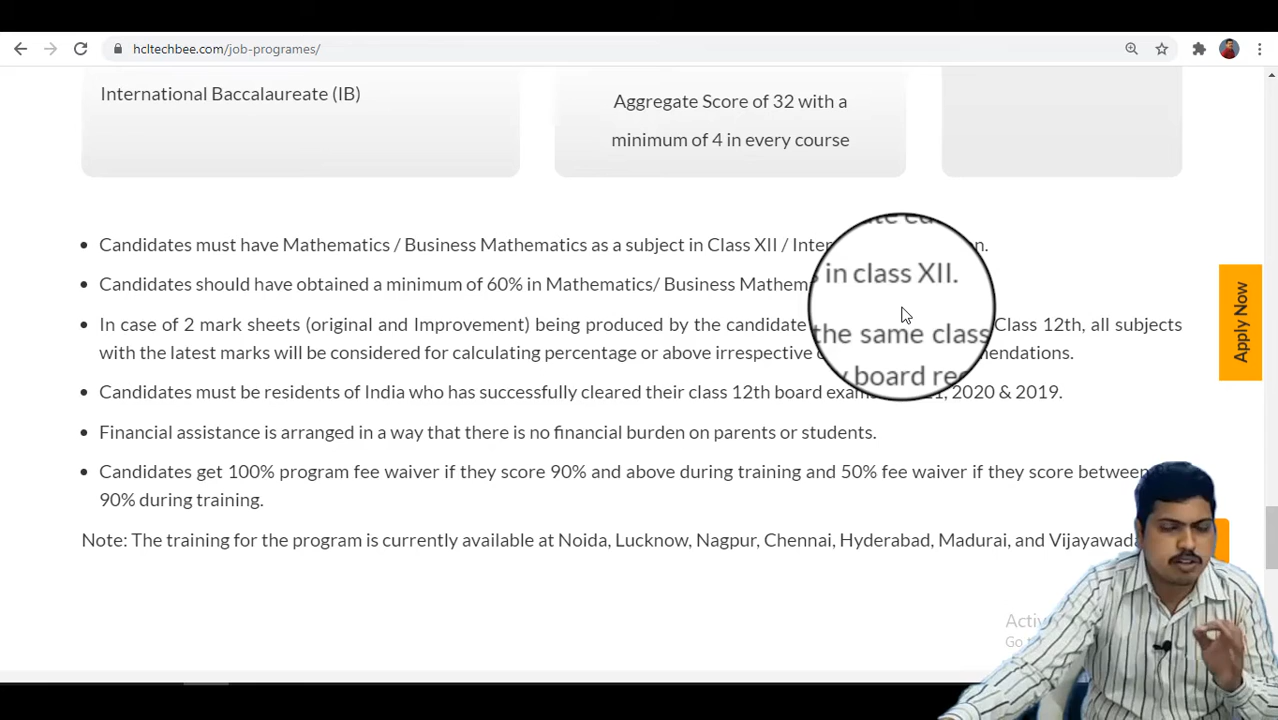 hcltechbee.com/job-programes/
International Baccalaureate (IB)
Aggregate Score of 32 with a
minimum of 4 in every course
Candidates must have Mathematics / Business Mathematics as a subject in Class XII / Inter n.
Candidates should have obtained a minimum of 60% in Mathematics/ Business Mathem in class XII.
In case of 2 mark sheets (original and Improvement) being produced by the candidate the same class Class 12th, all subjects
with the latest marks will be considered for calculating percentage or above irrespective y board re endations.
Candidates must be residents of India who has successfully cleared their class 12th board exam 1, 2020 & 2019.
Financial assistance is arranged in a way that there is no financial burden on parents or students.
Candidates get 100% program fee waiver if they score 90% and above during training and 50% fee waiver if they score between
90% during training.
Note: The training for the program is currently available at Noida, Lucknow, Nagpur, Chennai, Hyderabad, Madurai, and Vijayawada
Apply Now
Activ
Go